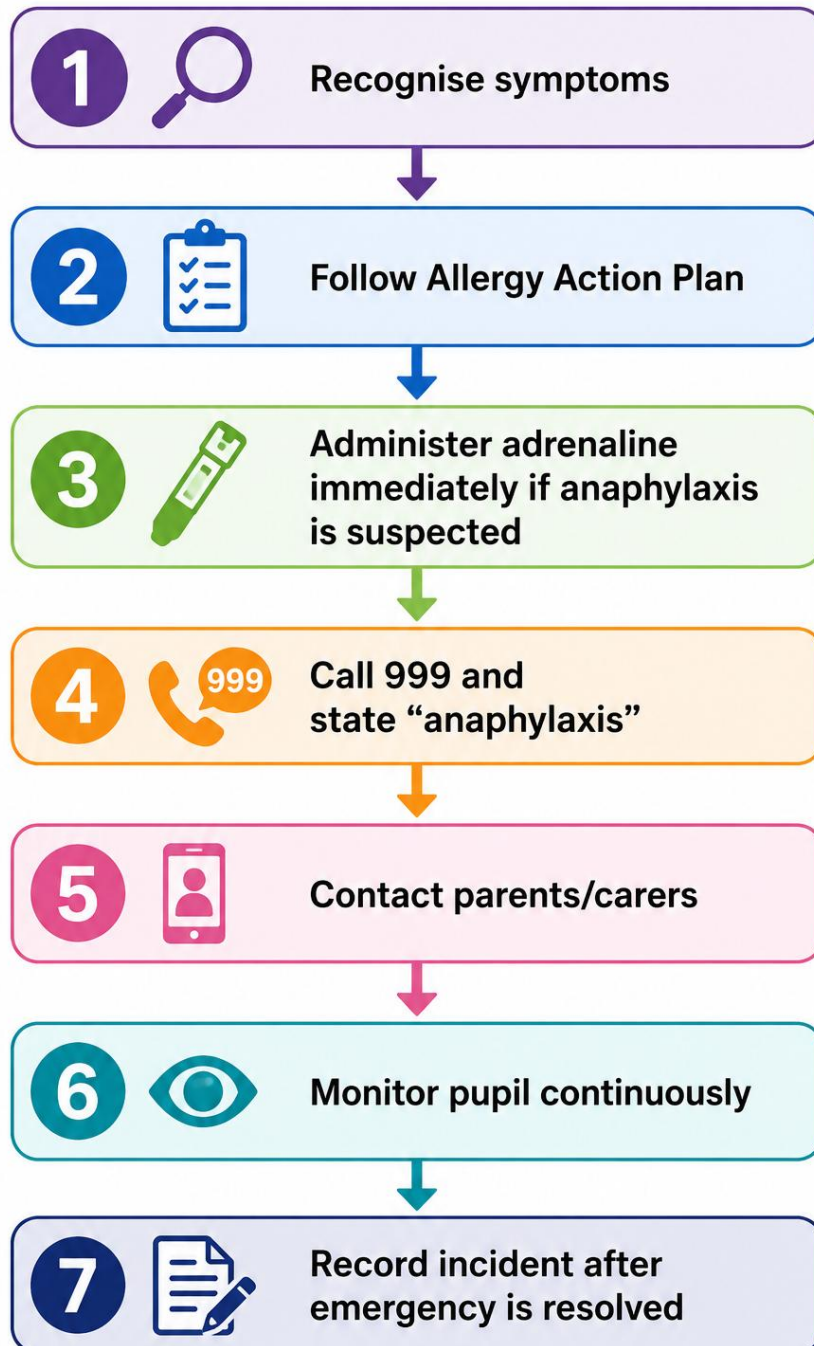 1
Recognise symptoms
2
Follow Allergy Action Plan
3
Administer adrenaline
immediately if anaphylaxis
is suspected
4
999
Call 999 and
state “anaphylaxis”
5
Contact parents/carers
6
Monitor pupil continuously
7
Record incident after
emergency is resolved